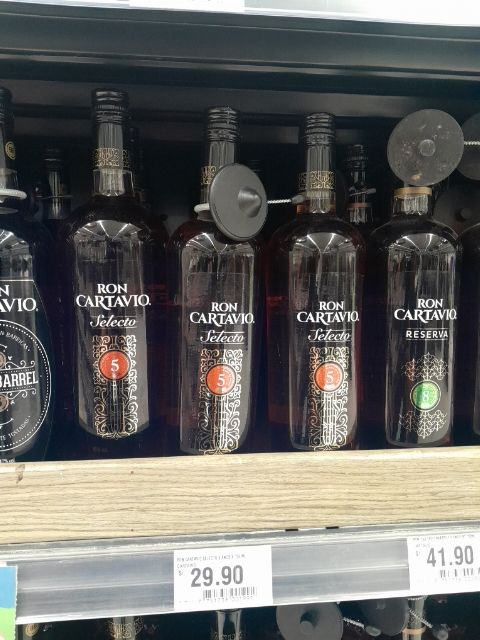 RON
CARTAVIO.
BARREL
RON
CARTAVIO.
Selecto
5
RON
CARTAVIO.
Selecto
5
RON
CARTAVIO.
Selecto
5
RON
CARTAVIO.
RESERVA
8
S/ 29.90
S/ 41.90